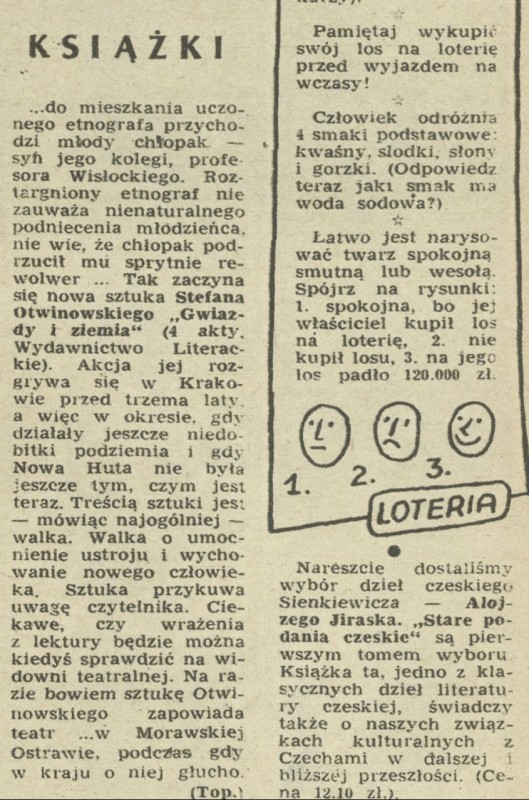 KSIĄŻKI
...do mieszkania uczo-
nego etnografa przycho-
dzi młody chłopak —
syn jego kolegi, profe-
sora Wisłockiego. Roz-
targniony etnograf nie
zauważa nienaturalnego
podniecenia młodzieńca,
nie wie, że chłopak pod-
rzucił mu sprytnie re-
wolwer ... Tak zaczyna
się nowa sztuka Stefana
Otwinowskiego „Gwiaz-
dy i ziemia“ (4 akty,
Wydawnictwo Literac-
kie). Akcja jej roz-
grywa się w Krako-
wie przed trzema laty,
a więc w okresie, gdy
działały jeszcze niedo-
bitki podziemia i gdy
Nowa Huta nie była
jeszcze tym, czym jest
teraz. Treścią sztuki jest
— mówiąc najogólniej —
walka. Walka o umoc-
nienie ustroju i wycho-
wanie nowego człowie-
ka. Sztuka przykuwa
uwagę czytelnika. Cie-
kawe, czy wrażenia
z lektury będzie można
kiedyś sprawdzić na wi-
downi teatralnej. Na ra-
zie bowiem sztukę Otwi-
nowskiego zapowiada
teatr ...w Morawskiej
Ostrawie, podczas gdy
w kraju o niej głucho.
(Top.)
Pamiętaj wykupić
swój los na loterię
przed wyjazdem na
wczasy!
☆
Człowiek odróżnia
4 smaki podstawowe:
kwaśny, słodki, słony
i gorzki. (Odpowiedz
teraz jaki smak ma
woda sodowa?)
☆
Łatwo jest naryso-
wać twarz spokojną
smutną lub wesołą.
Spójrz na rysunki:
1. spokojna, bo jej
właściciel kupił los
na loterię, 2. nie
kupił losu, 3. na jego
los padło 120.000 zł.
1. 2. 3.
LOTERIA
Nareszcie dostaliśmy
wybór dzieł czeskiego
Sienkiewicza — Aloj-
zego Jiraska. „Stare po-
dania czeskie“ są pier-
wszym tomem wyboru.
Książka ta, jedno z kla-
sycznych dzieł literatu-
ry czeskiej, świadczy
także o naszych związ-
kach kulturalnych z
Czechami w dalszej i
bliższej przeszłości. (Ce-
na 12.10 zł.)